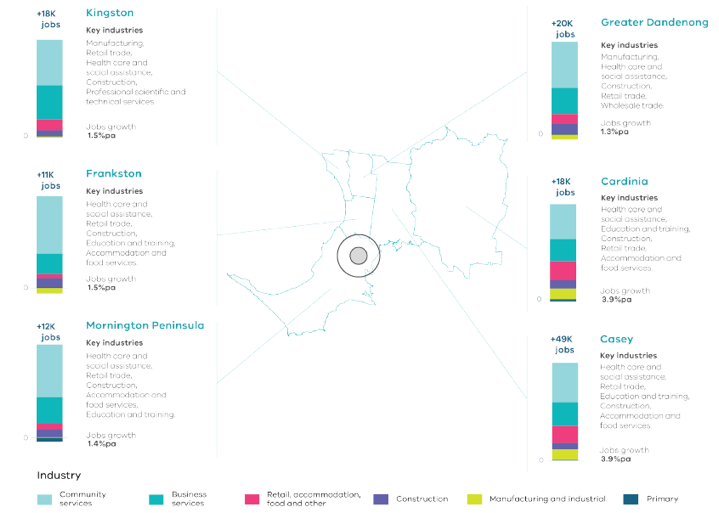 +18K
jobs
Kingston
Key industries
Manufacturing,
Retail trade,
Health care and
social assistance,
Construction,
Professional scientific and
technical services.
0
Jobs growth
1.5%pa
+11K
jobs
Frankston
Key industries
Health care and
social assistance,
Retail trade,
Construction,
Education and training,
Accommodation and
food services.
0
Jobs growth
1.5%pa
+12K
jobs
Mornington Peninsula
Key industries
Health care and
social assistance,
Retail trade,
Construction,
Accommodation and
food services,
Education and training.
0
Jobs growth
1.4%pa
+20K
jobs
Greater Dandenong
Key industries
Manufacturing,
Health care and
social assistance,
Construction,
Retail trade,
Wholesale trade.
0
Jobs growth
1.3%pa
+18K
jobs
Cardinia
Key industries
Health care and
social assistance,
Education and training,
Construction,
Retail trade,
Accommodation and
food services.
0
Jobs growth
3.9%pa
+49K
jobs
Casey
Key industries
Health care and
social assistance,
Retail trade,
Education and training,
Construction,
Accommodation and
food services.
0
Jobs growth
3.9%pa
Industry
Community
services
Business
services
Retail, accommodation,
food and other
Construction
Manufacturing and industrial
Primary